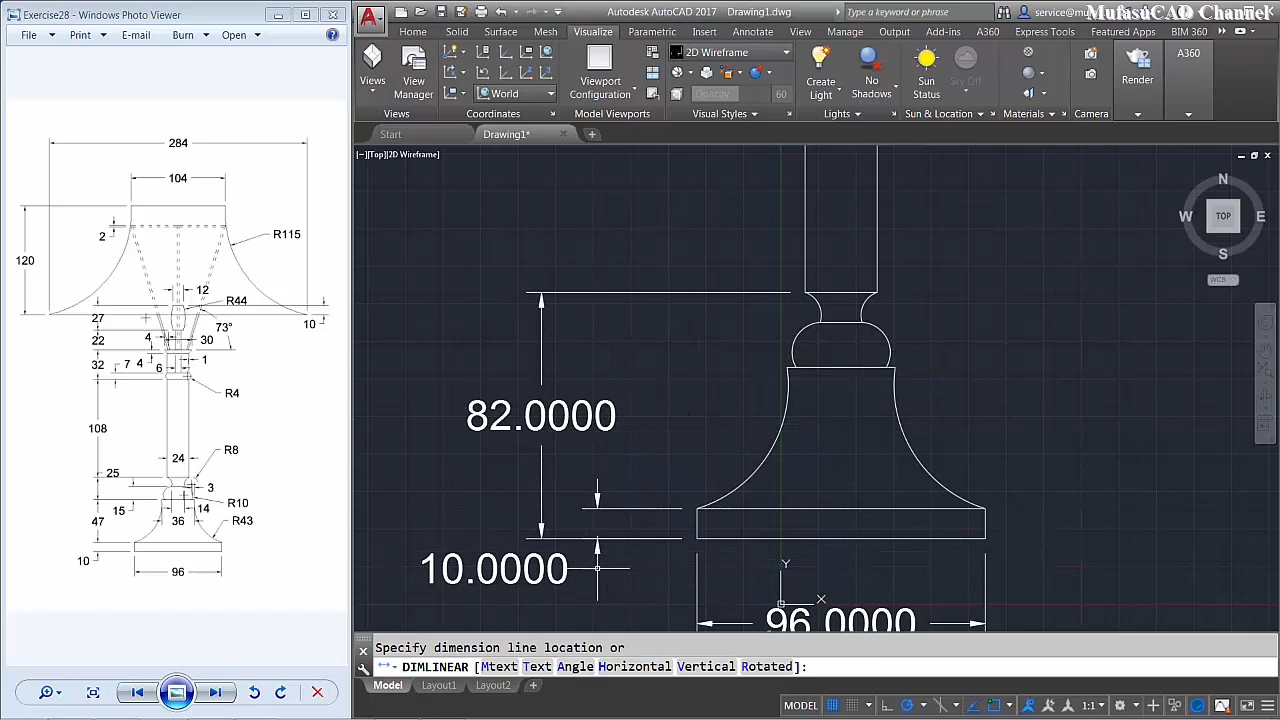 Exercise28 - Windows Photo Viewer
File Print E-mail Burn Open
284
104
2
R115
120
12
R44
27
10
73°
22
4
30
7 4
1
32
6
R4
108
24
R8
25
3
R10
15
14
47
36
R43
10
96
Autodesk AutoCAD 2017 Drawing1.dwg
Type a keyword or phrase
MufasuCAD Channel
Home Solid Surface Mesh Visualize Parametric Insert Annotate View Manage Output Add-ins A360 Express Tools Featured Apps BIM 360
Views
View
Manager
World
Viewport
Configuration
2D Wireframe
Opacity 60
Create
Light
No
Shadows
Sun
Status
Sky Off
Render
A360
Views Coordinates Model Viewports Visual Styles Lights Sun & Location Materials Camera
Start Drawing1*
[−][Top][2D Wireframe]
N
W TOP E
S
WCS
82.0000
10.0000
Y
X
96.0000
Specify dimension line location or
DIMLINEAR [Mtext Text Angle Horizontal Vertical Rotated]:
Model Layout1 Layout2
MODEL 1:1